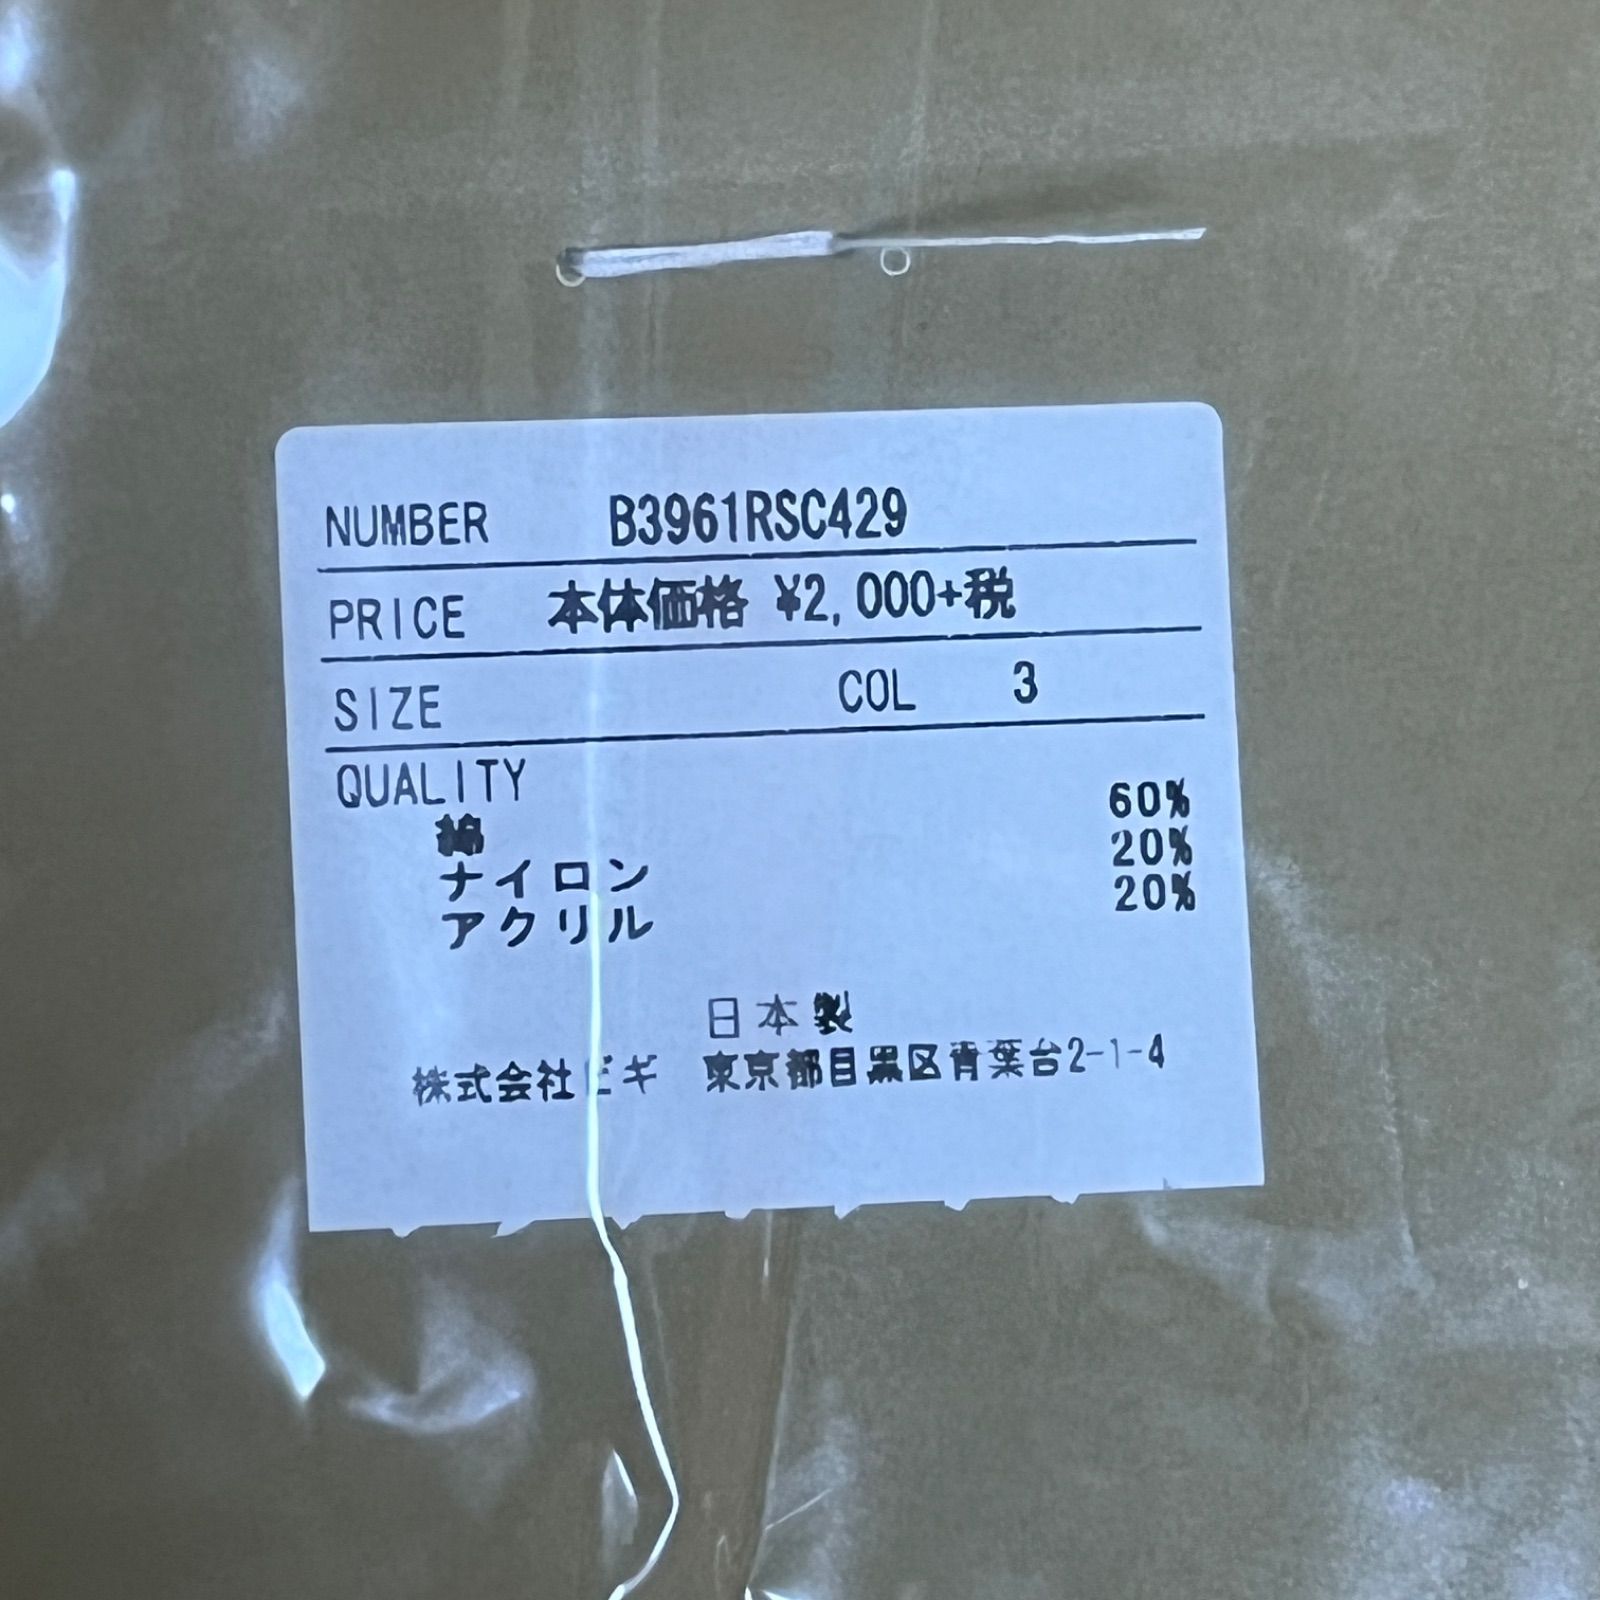 NUMBER B3961RSC429
PRICE 本体価格 ¥2,000+税
SIZE COL 3
QUALITY
綿 60%
ナイロン 20%
アクリル 20%
日本製
株式会社ビギ 東京都目黒区青葉台2-1-4